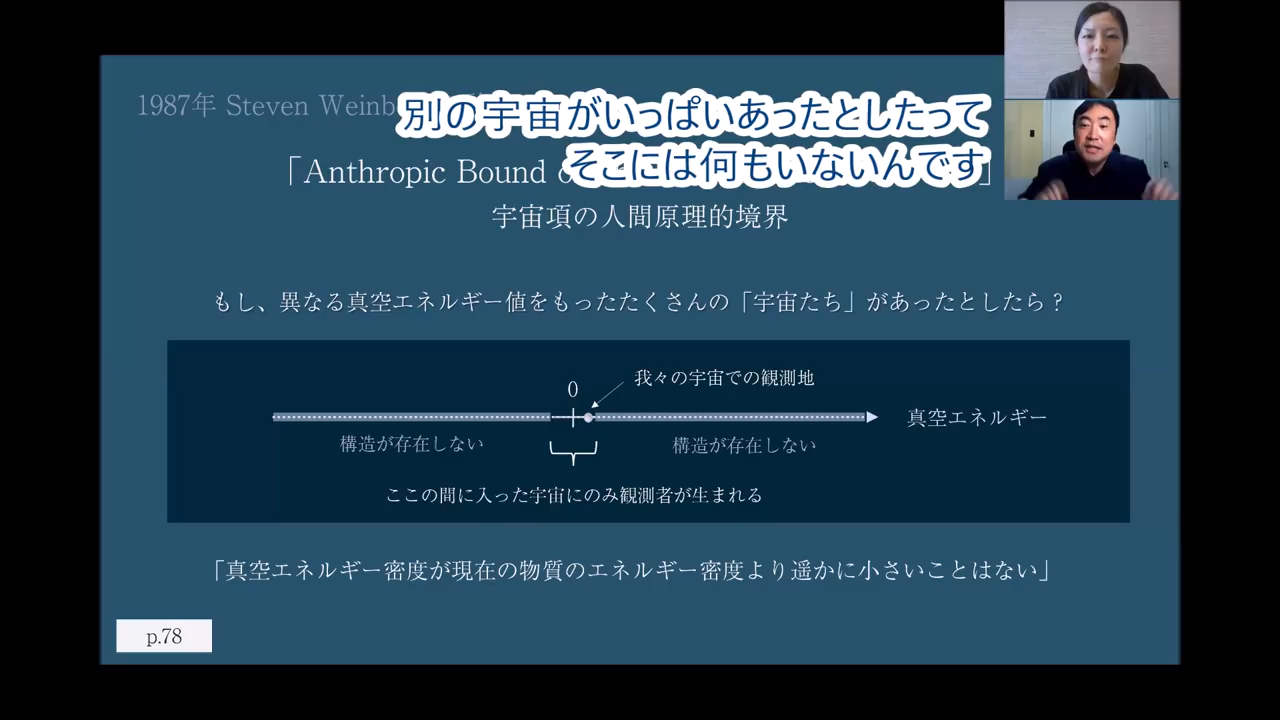 1987年 Steven Weinb
別の宇宙がいっぱいあったとしたって
そこには何もいないんです
「Anthropic Bound
」
宇宙項の人間原理的境界
もし、異なる真空エネルギー値をもったたくさんの「宇宙たち」があったとしたら？
我々の宇宙での観測地
0
真空エネルギー
構造が存在しない
構造が存在しない
ここの間に入った宇宙にのみ観測者が生まれる
「真空エネルギー密度が現在の物質のエネルギー密度より遥かに小さいことはない」
p.78